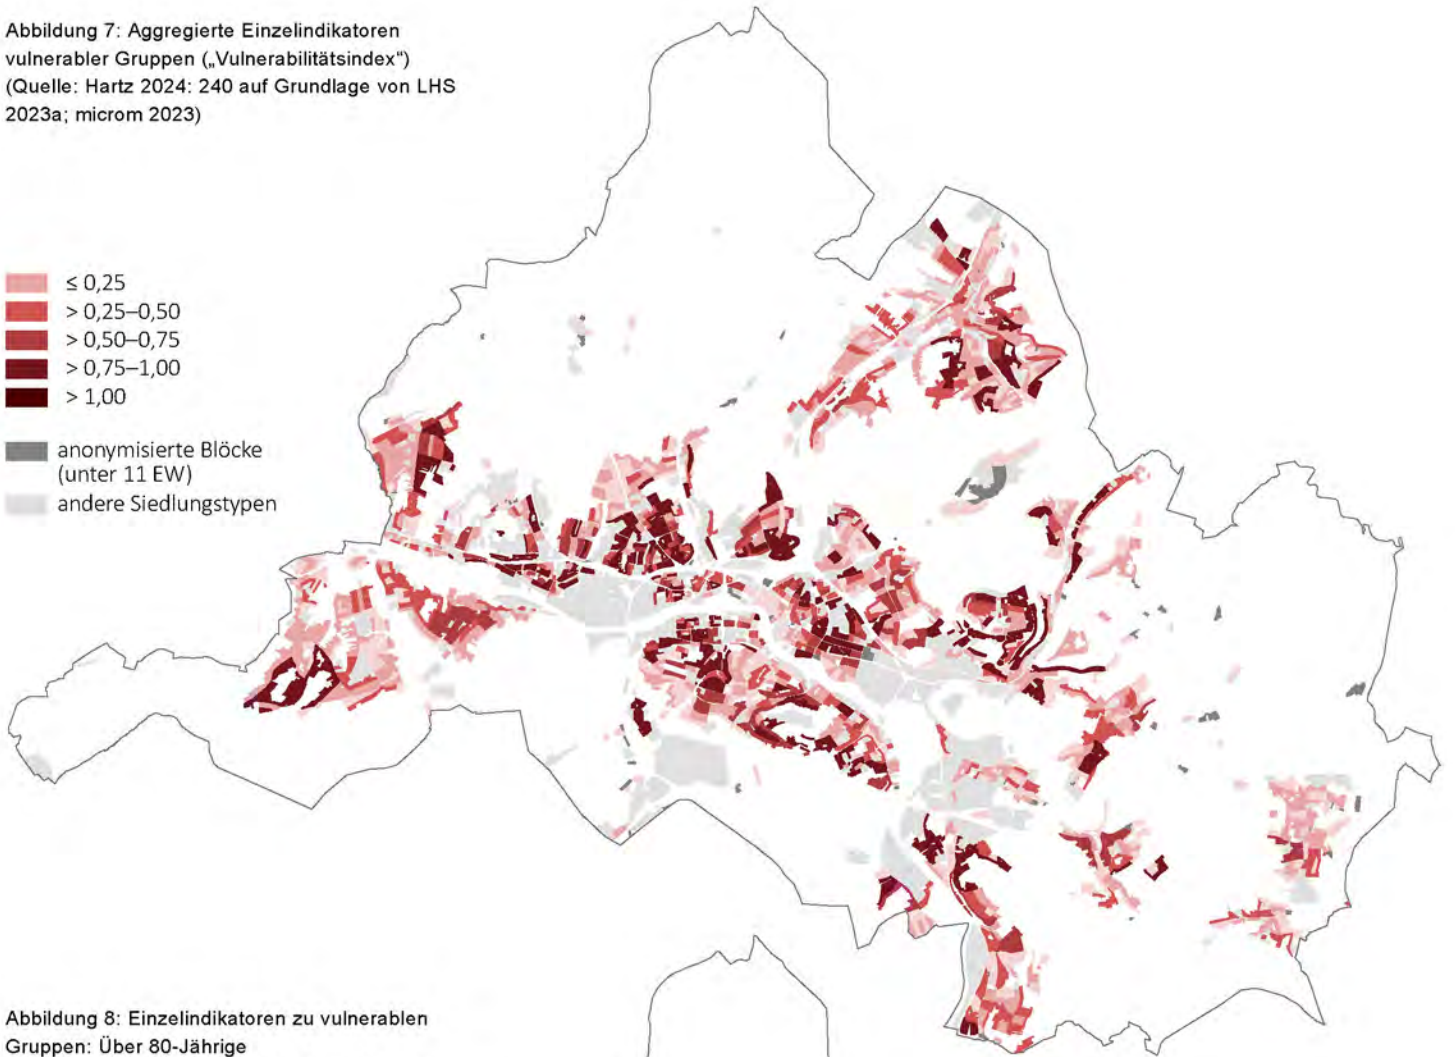 Abbildung 7: Aggregierte Einzelindikatoren
vulnerabler Gruppen („Vulnerabilitätsindex“)
(Quelle: Hartz 2024: 240 auf Grundlage von LHS
2023a; microm 2023)
≤ 0,25
> 0,25–0,50
> 0,50–0,75
> 0,75–1,00
> 1,00
anonymisierte Blöcke
(unter 11 EW)
andere Siedlungstypen
Abbildung 8: Einzelindikatoren zu vulnerablen
Gruppen: Über 80-Jährige